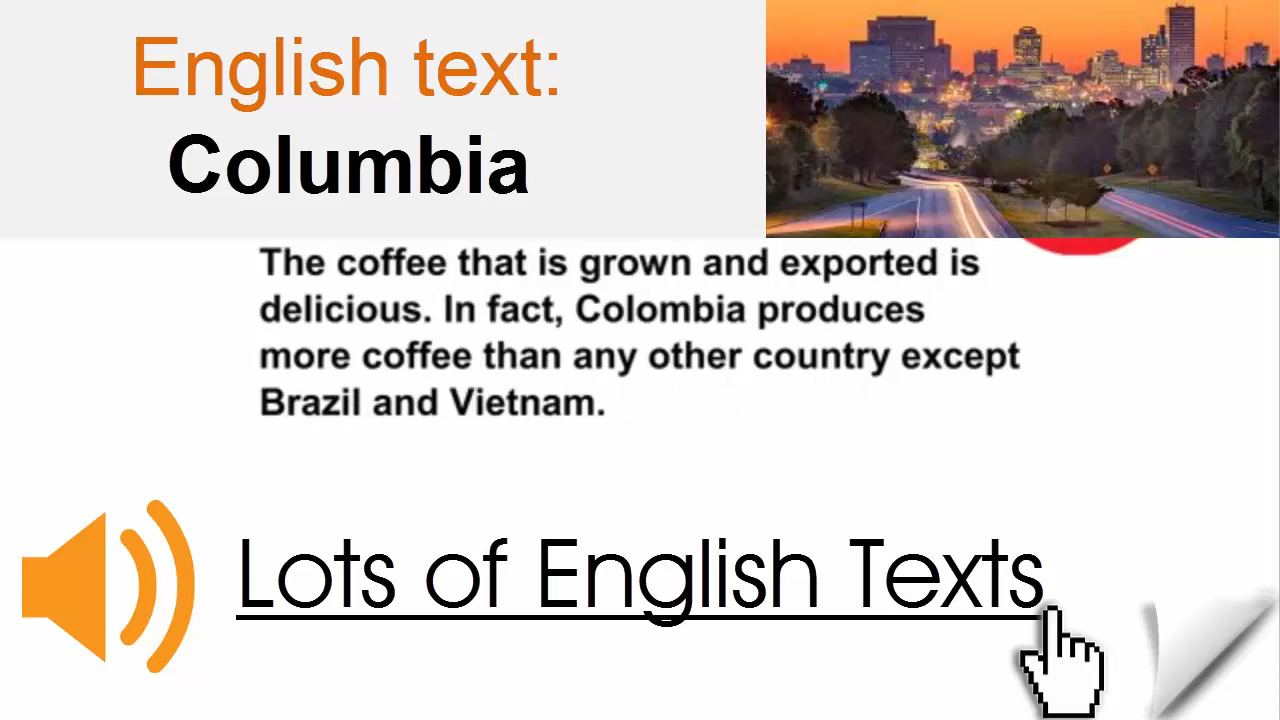 English text:
Columbia
The coffee that is grown and exported is
delicious. In fact, Colombia produces
more coffee than any other country except
Brazil and Vietnam.
Lots of English Texts